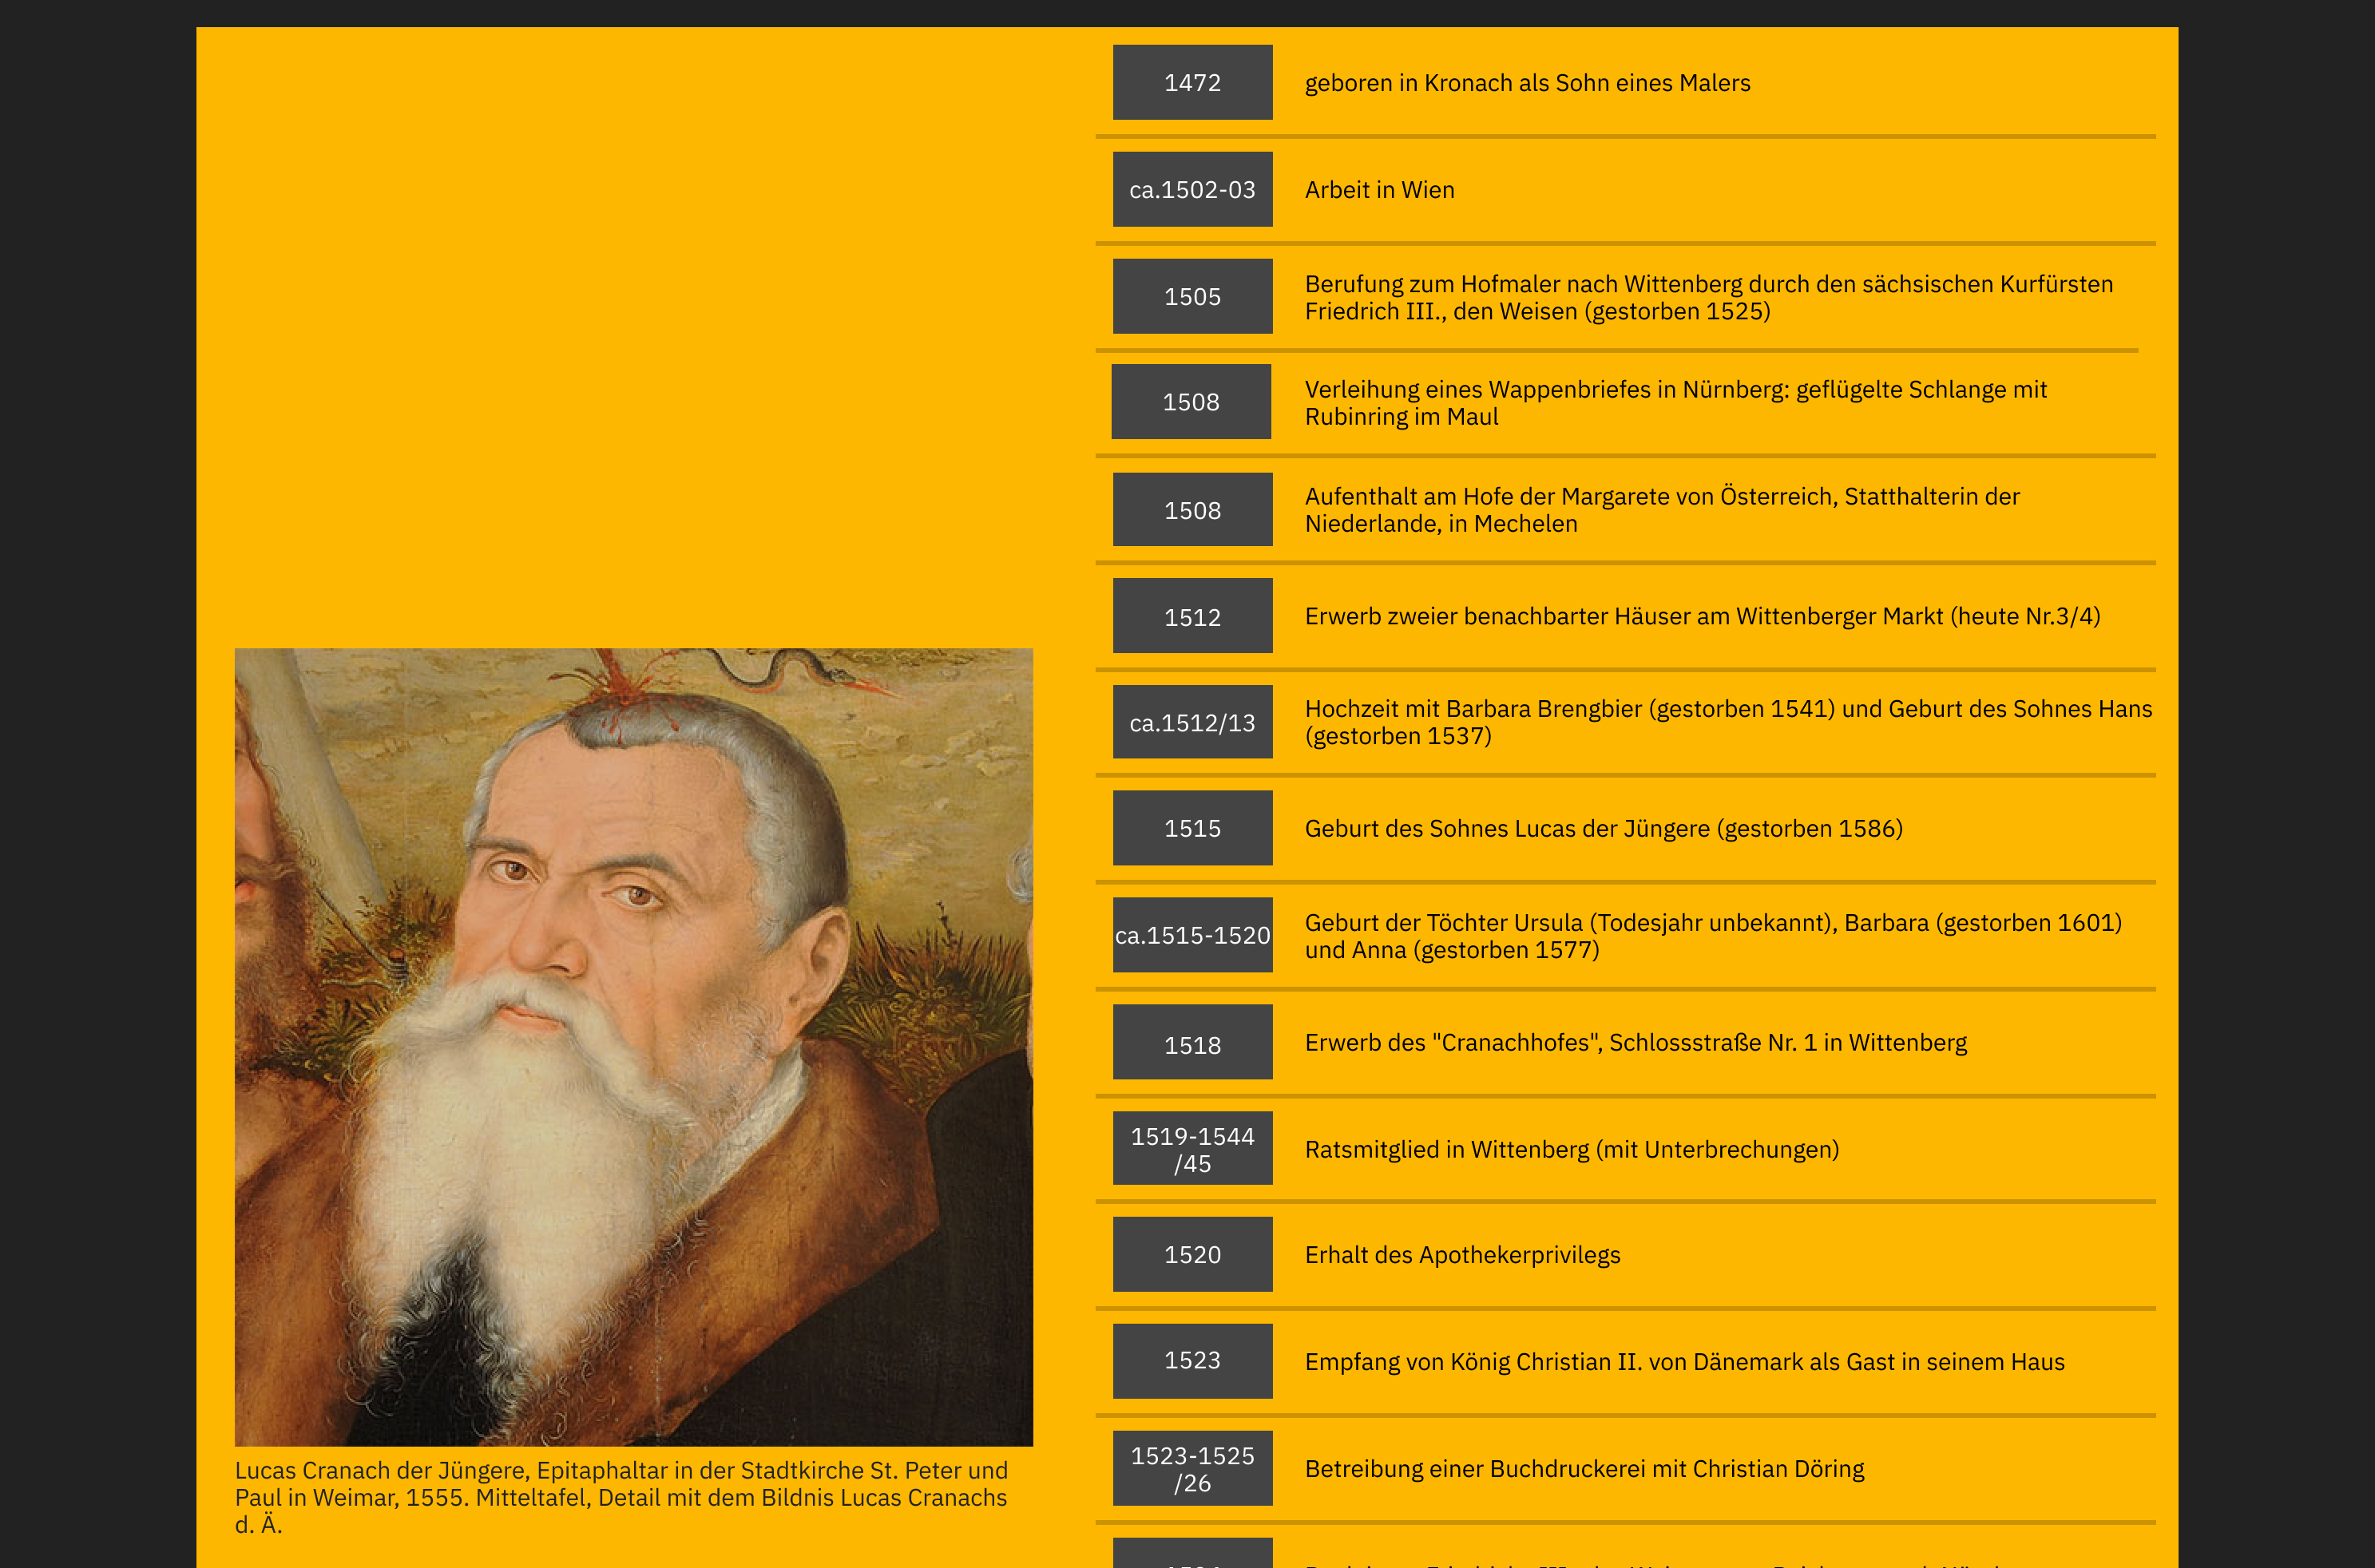 1472
geboren in Kronach als Sohn eines Malers
ca.1502-03
Arbeit in Wien
1505
Berufung zum Hofmaler nach Wittenberg durch den sächsischen Kurfürsten
Friedrich III., den Weisen (gestorben 1525)
1508
Verleihung eines Wappenbriefes in Nürnberg: geflügelte Schlange mit
Rubinring im Maul
1508
Aufenthalt am Hofe der Margarete von Österreich, Statthalterin der
Niederlande, in Mechelen
1512
Erwerb zweier benachbarter Häuser am Wittenberger Markt (heute Nr.3/4)
ca.1512/13
Hochzeit mit Barbara Brengbier (gestorben 1541) und Geburt des Sohnes Hans
(gestorben 1537)
1515
Geburt des Sohnes Lucas der Jüngere (gestorben 1586)
ca.1515-1520
Geburt der Töchter Ursula (Todesjahr unbekannt), Barbara (gestorben 1601)
und Anna (gestorben 1577)
1518
Erwerb des "Cranachhofes", Schlossstraße Nr. 1 in Wittenberg
1519-1544
/45
Ratsmitglied in Wittenberg (mit Unterbrechungen)
1520
Erhalt des Apothekerprivilegs
1523
Empfang von König Christian II. von Dänemark als Gast in seinem Haus
1523-1525
/26
Betreibung einer Buchdruckerei mit Christian Döring
Lucas Cranach der Jüngere, Epitaphaltar in der Stadtkirche St. Peter und
Paul in Weimar, 1555. Mitteltafel, Detail mit dem Bildnis Lucas Cranachs
d. Ä.